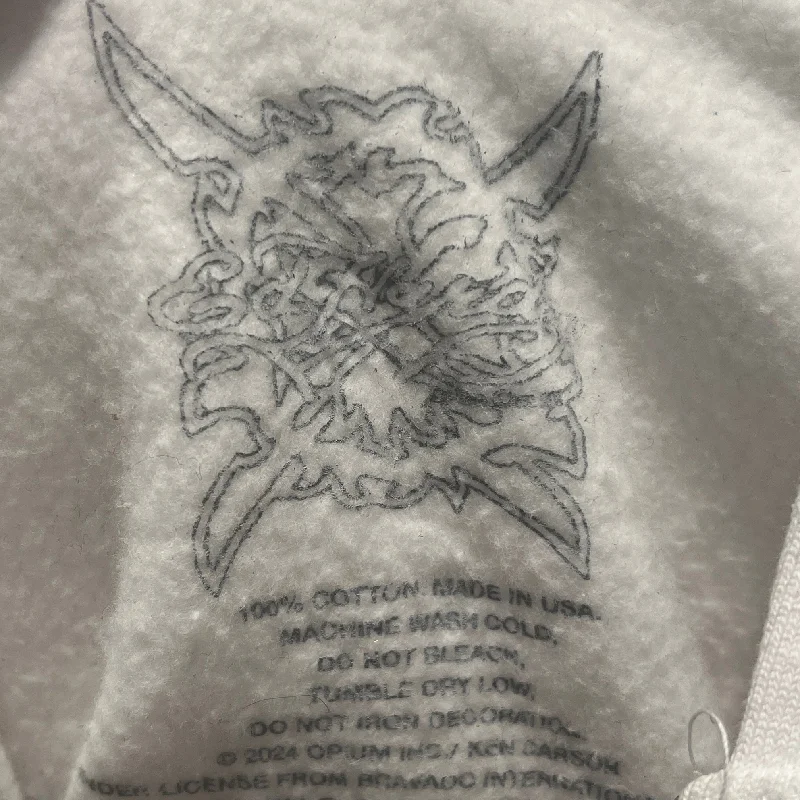 100% COTTON. MADE IN USA.
MACHINE WASH COLD,
DO NOT BLEACH,
TUMBLE DRY LOW,
DO NOT IRON DECORATION.
© 2024 OPIUM INC./ KEN CARSON
UNDER LICENSE FROM BRAVADO INTERNATIONAL